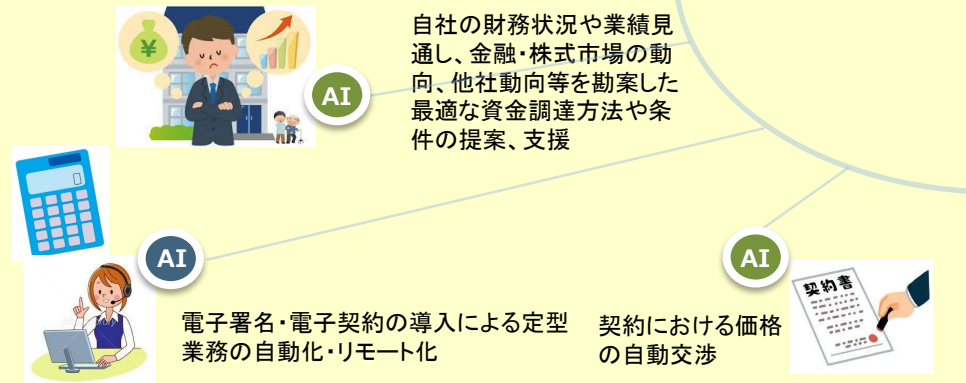 自社の財務状況や業績見
通し、金融・株式市場の動
向、他社動向等を勘案した
最適な資金調達方法や条
件の提案、支援
¥
AI
0
AI
電子署名・電子契約の導入による定型
業務の自動化・リモート化
AI
契約書
契約における価格
の自動交渉